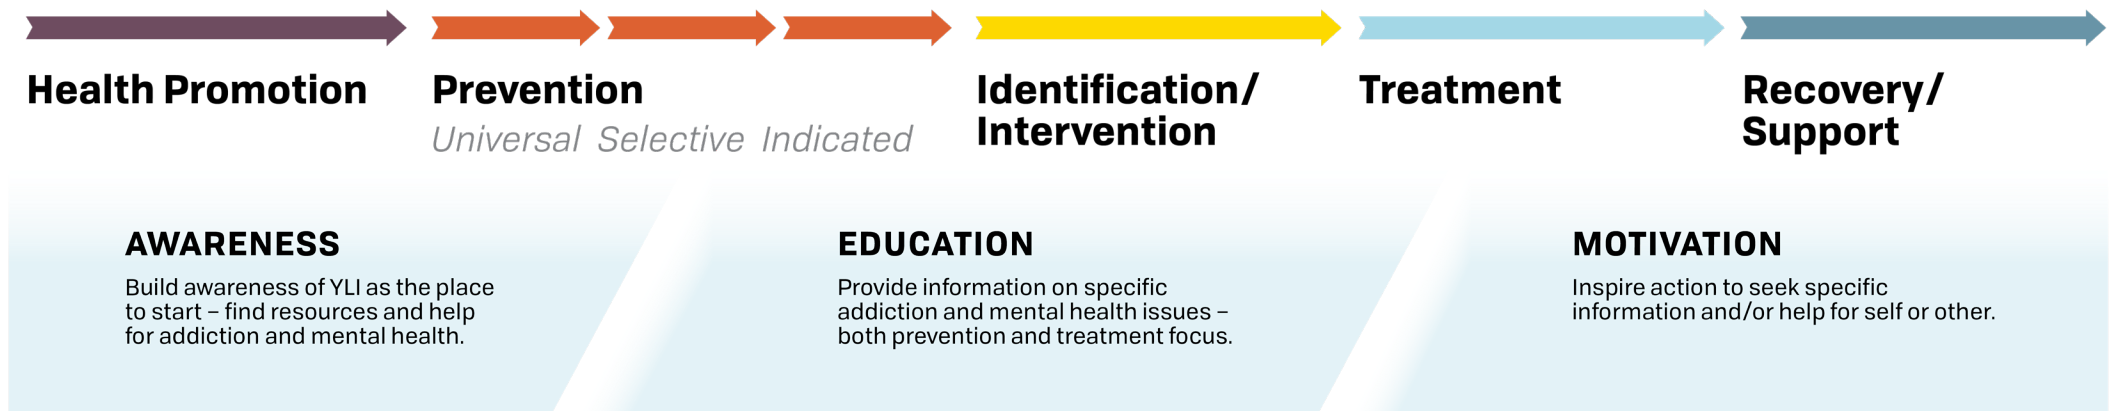 Health Promotion
Prevention
Universal Selective Indicated
Identification/
Intervention
Treatment
Recovery/
Support
AWARENESS
Build awareness of YLI as the place
to start – find resources and help
for addiction and mental health.
EDUCATION
Provide information on specific
addiction and mental health issues –
both prevention and treatment focus.
MOTIVATION
Inspire action to seek specific
information and/or help for self or other.